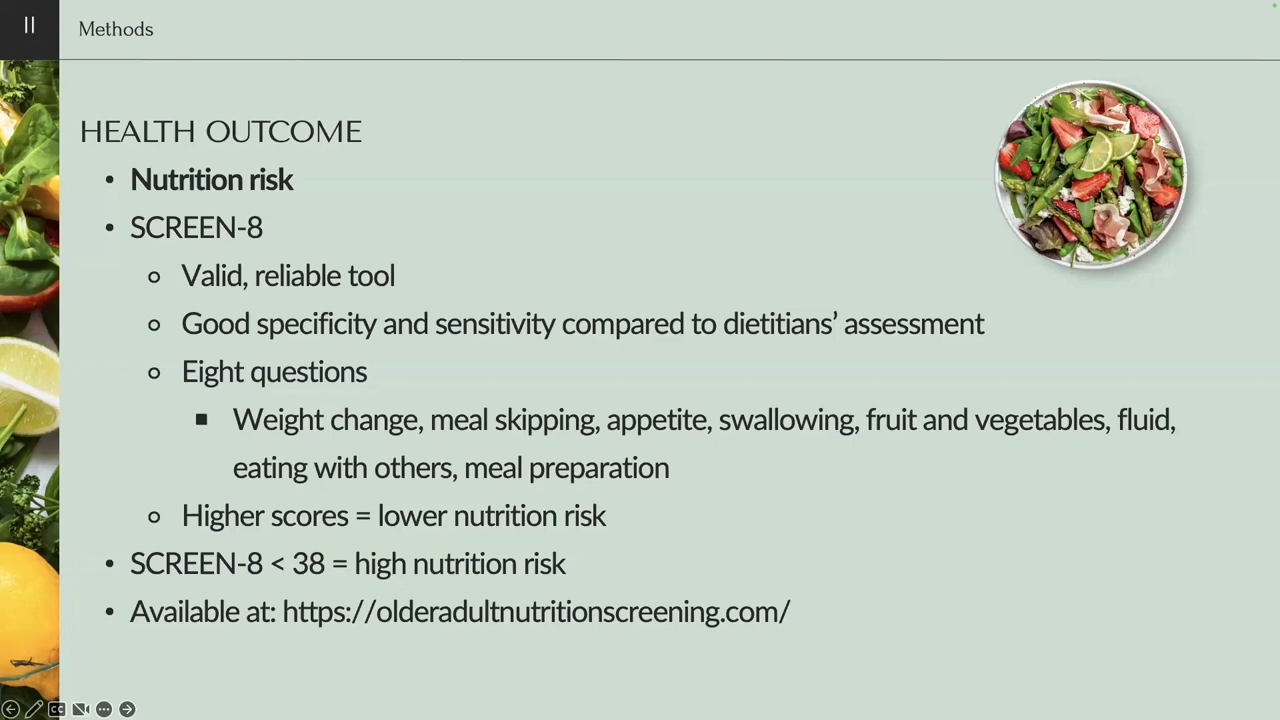 Methods
HEALTH OUTCOME
• Nutrition risk
• SCREEN-8
Valid, reliable tool
Good specificity and sensitivity compared to dietitians’ assessment
Eight questions
▪ Weight change, meal skipping, appetite, swallowing, fruit and vegetables, fluid,
eating with others, meal preparation
Higher scores = lower nutrition risk
• SCREEN-8 < 38 = high nutrition risk
• Available at: https://olderadultnutritionscreening.com/
CC